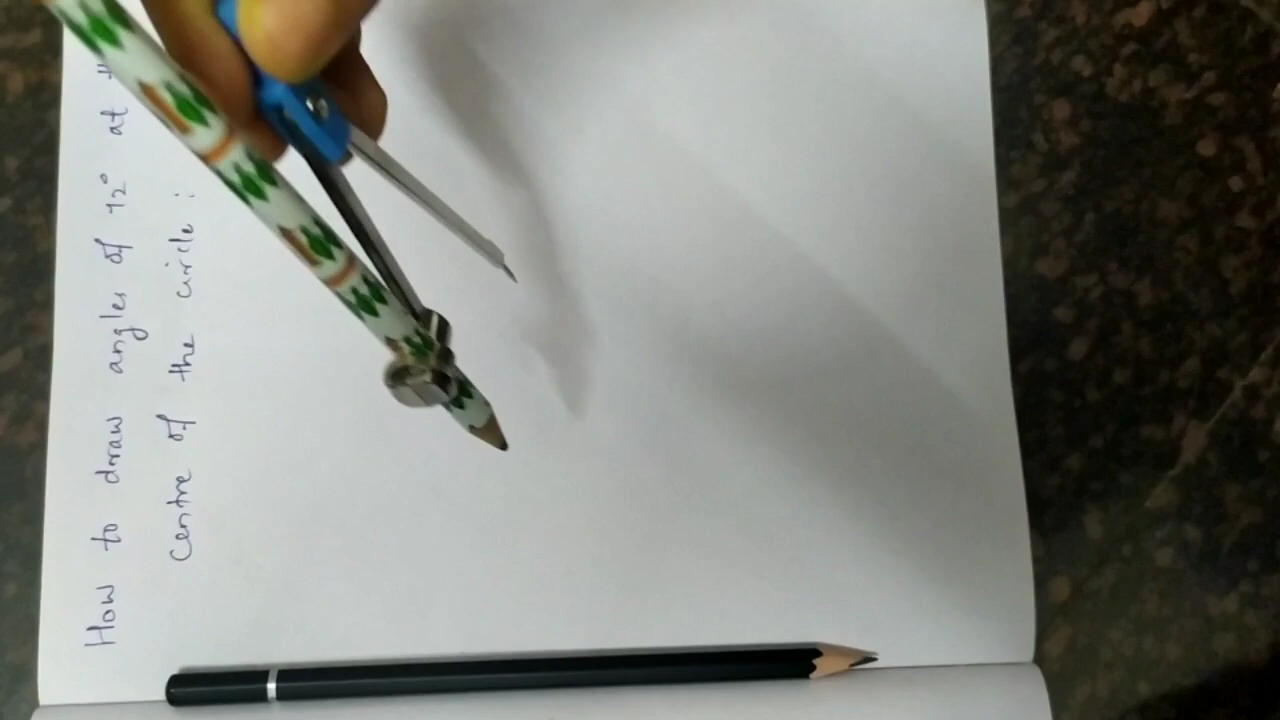 How to draw angles of 72° at
centre of the circle :